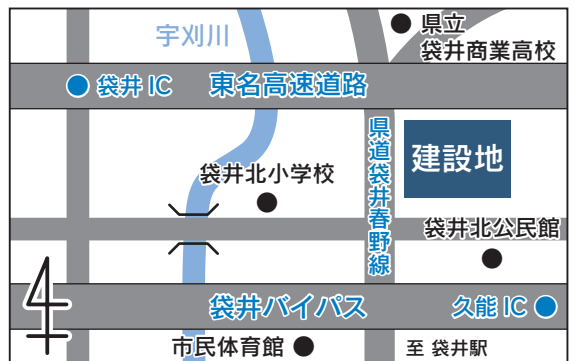 宇刈川
県立
袋井商業高校
袋井 IC
東名高速道路
県道袋井春野線
建設地
袋井北小学校
袋井北公民館
袋井バイパス
久能 IC
市民体育館
至 袋井駅